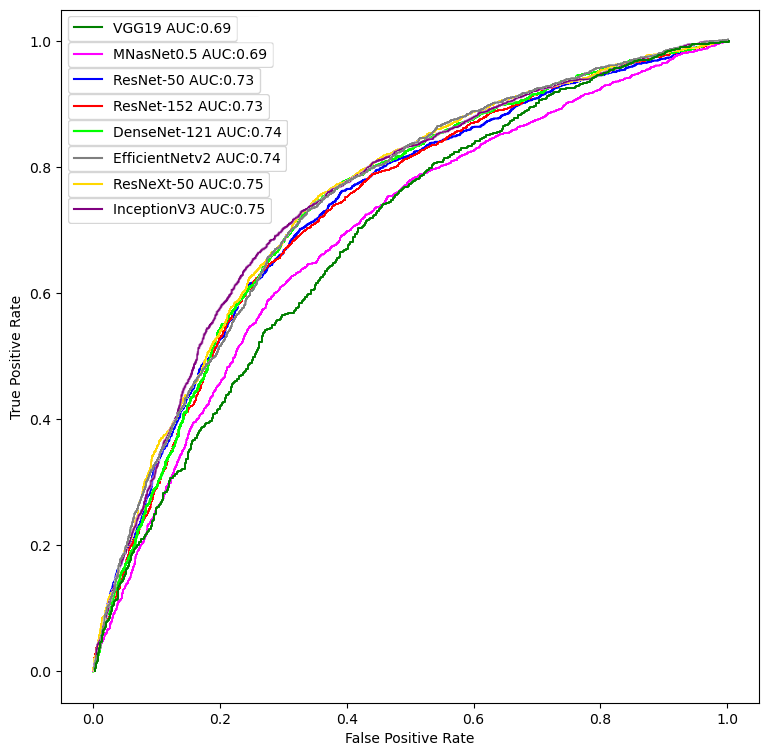 VGG19 AUC:0.69
MNasNet0.5 AUC:0.69
ResNet-50 AUC:0.73
ResNet-152 AUC:0.73
DenseNet-121 AUC:0.74
EfficientNetv2 AUC:0.74
ResNeXt-50 AUC:0.75
InceptionV3 AUC:0.75
1.0
0.8
0.6
0.4
0.2
0.0
True Positive Rate
0.0 0.2 0.4 0.6 0.8 1.0
False Positive Rate